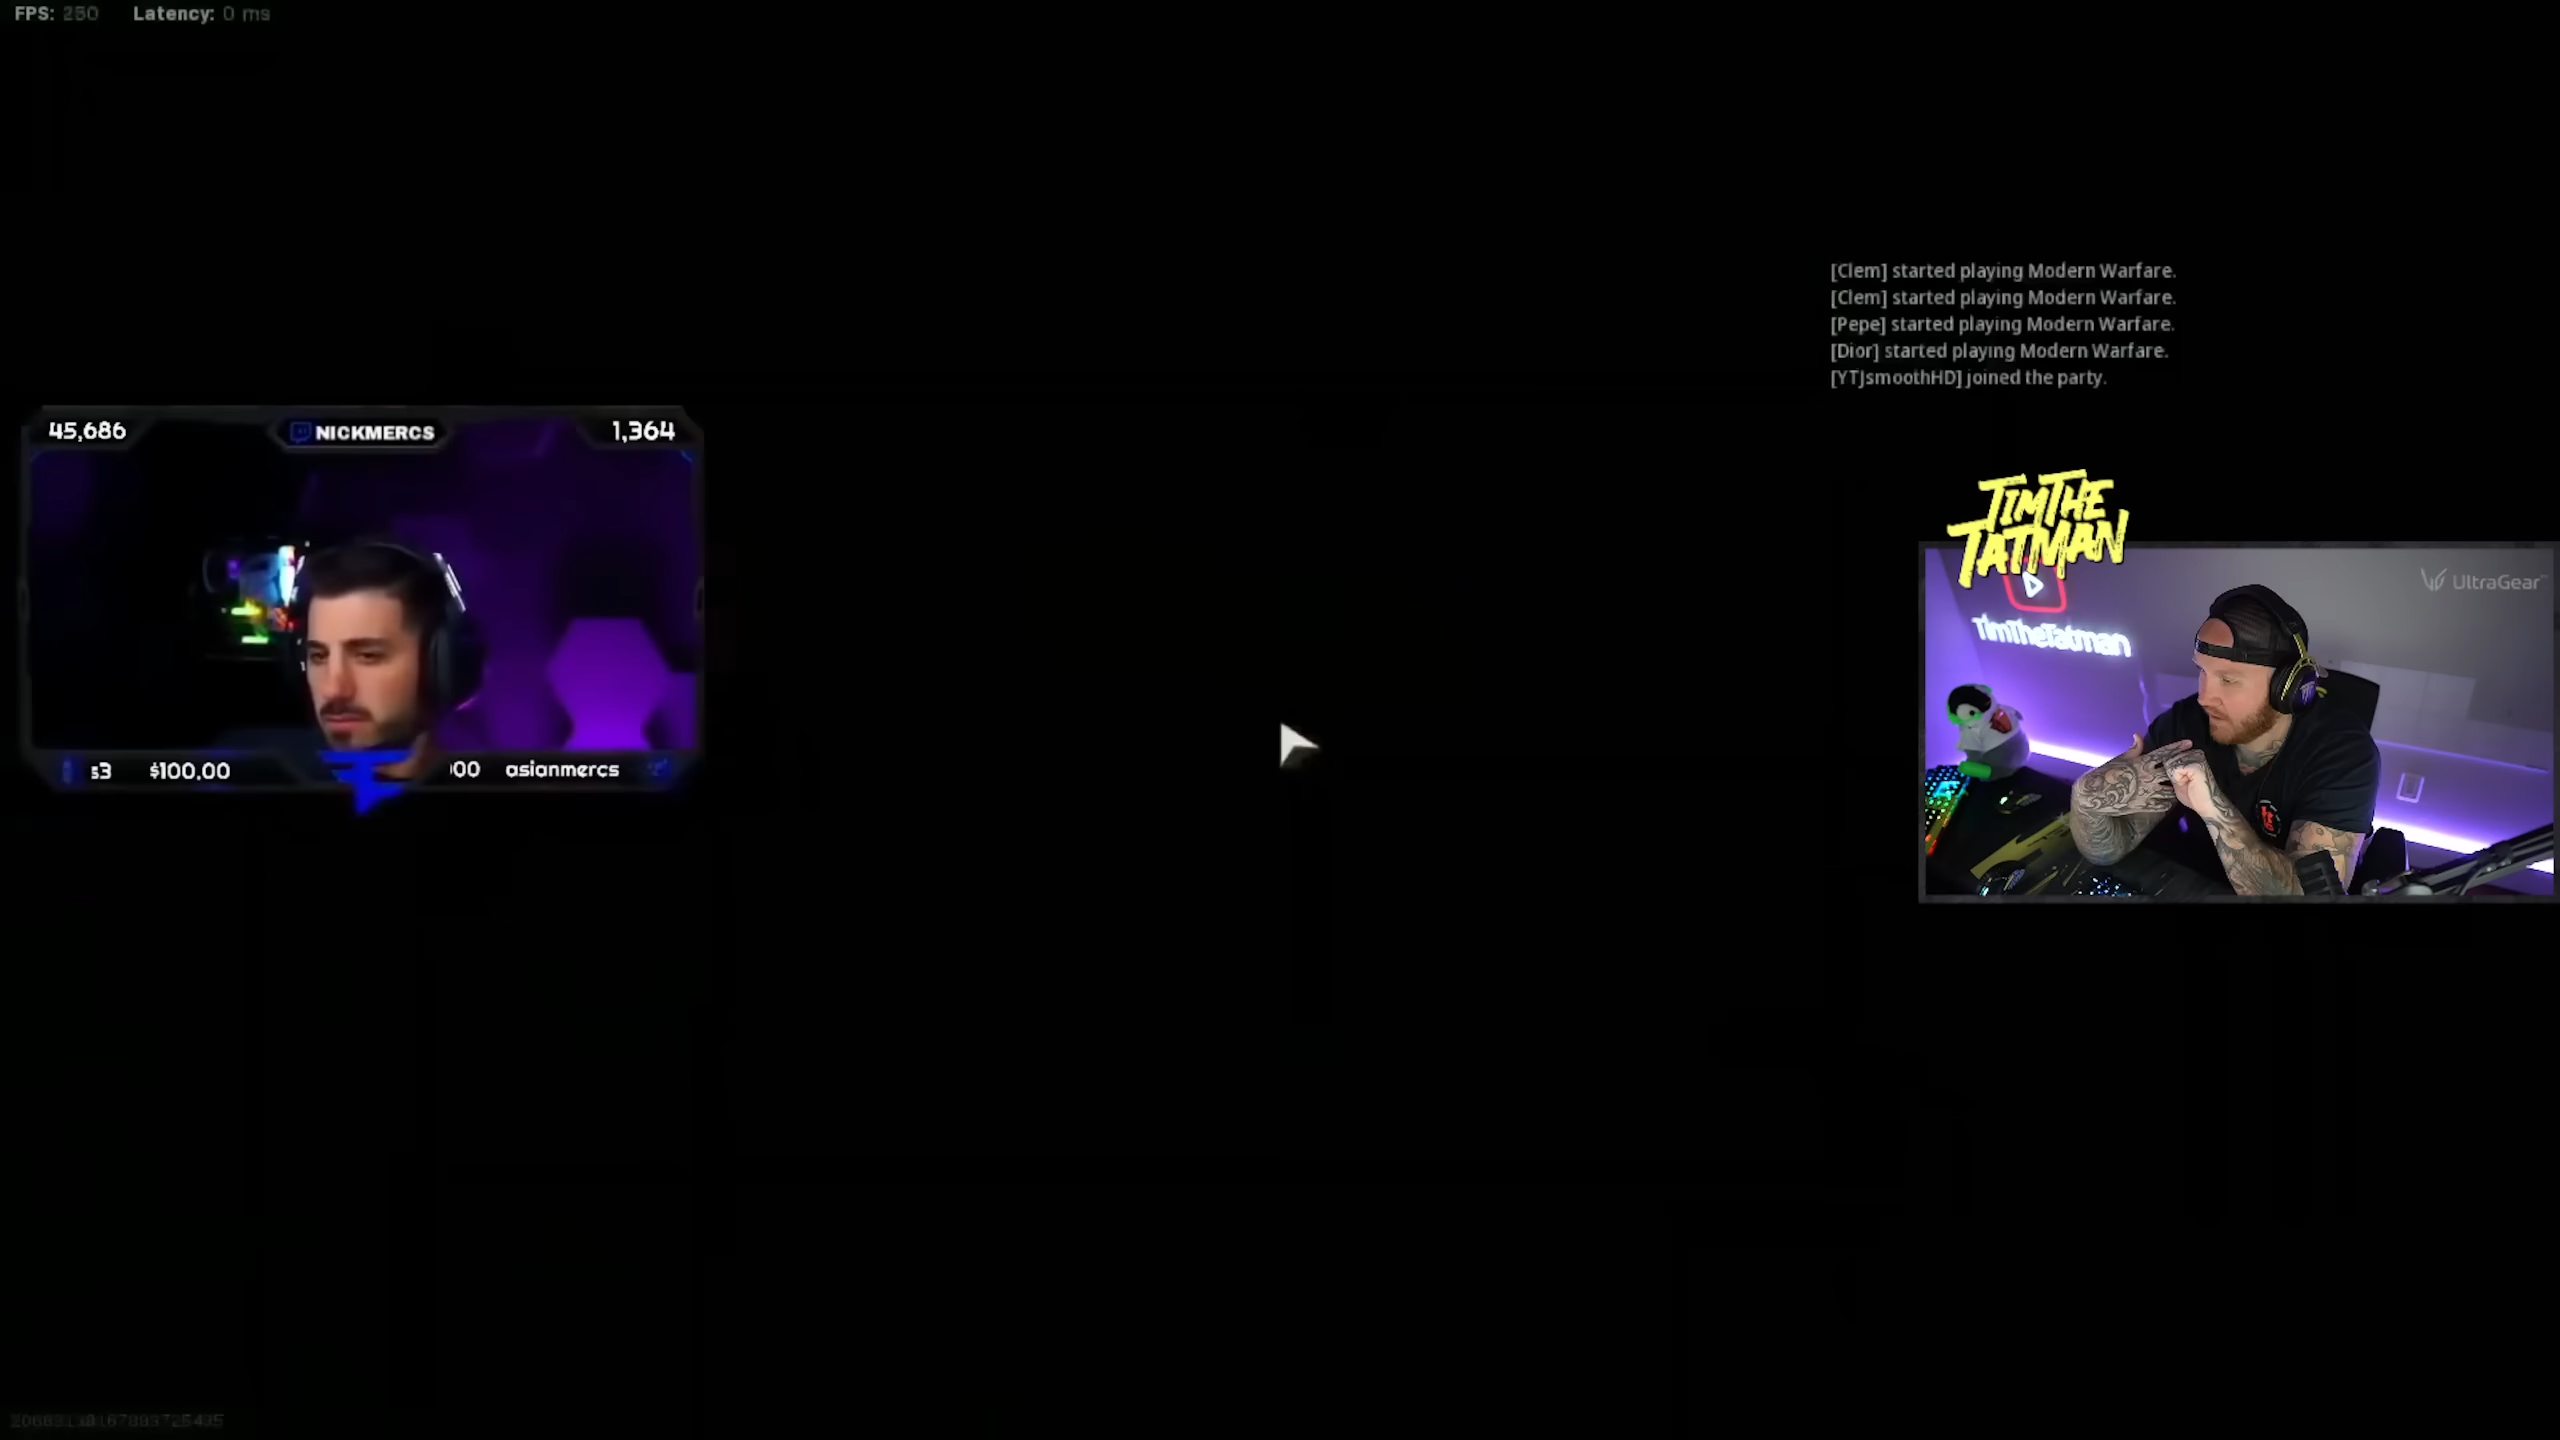 FPS: 250 Latency: 0 ms
[Clem] started playing Modern Warfare.
[Clem] started playing Modern Warfare.
[Pepe] started playing Modern Warfare.
[Dior] started playing Modern Warfare.
[YTJsmoothHD] joined the party.
45,686 NICKMERCS 1,364
s3 $100.00 00 asianmercs
TIMTHE
TATMAN
UltraGear
TimTheTatman